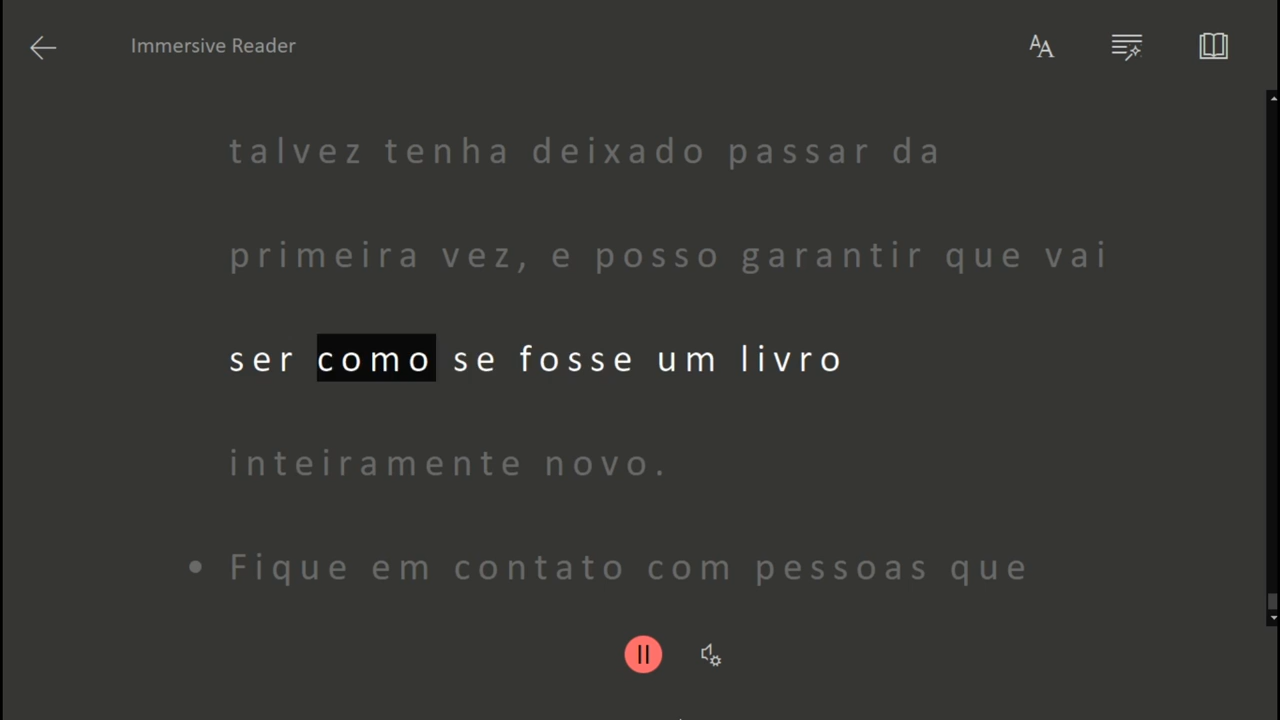 Immersive Reader
talvez tenha deixado passar da
primeira vez, e posso garantir que vai
ser como se fosse um livro
inteiramente novo.
• Fique em contato com pessoas que